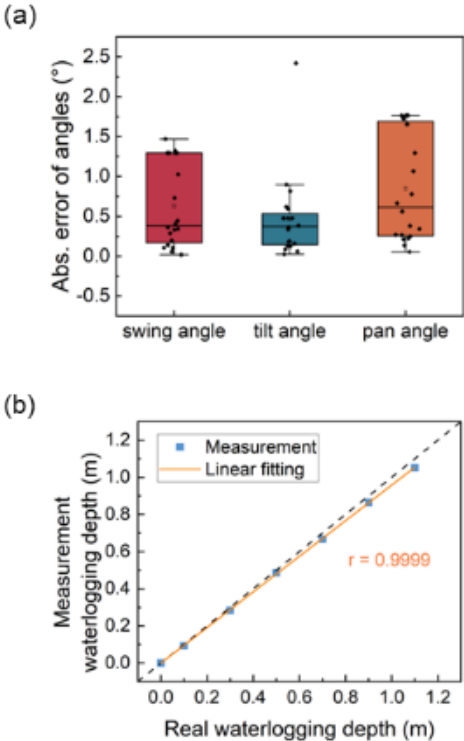 (a)
Abs. error of angles (°)
2.5
2.0
1.5
1.0
0.5
0.0
-0.5
swing angle
tilt angle
pan angle
(b)
Measurement
waterlogging depth (m)
1.2
1.0
0.8
0.6
0.4
0.2
0.0
Measurement
Linear fitting
r = 0.9999
0.0 0.2 0.4 0.6 0.8 1.0 1.2
Real waterlogging depth (m)